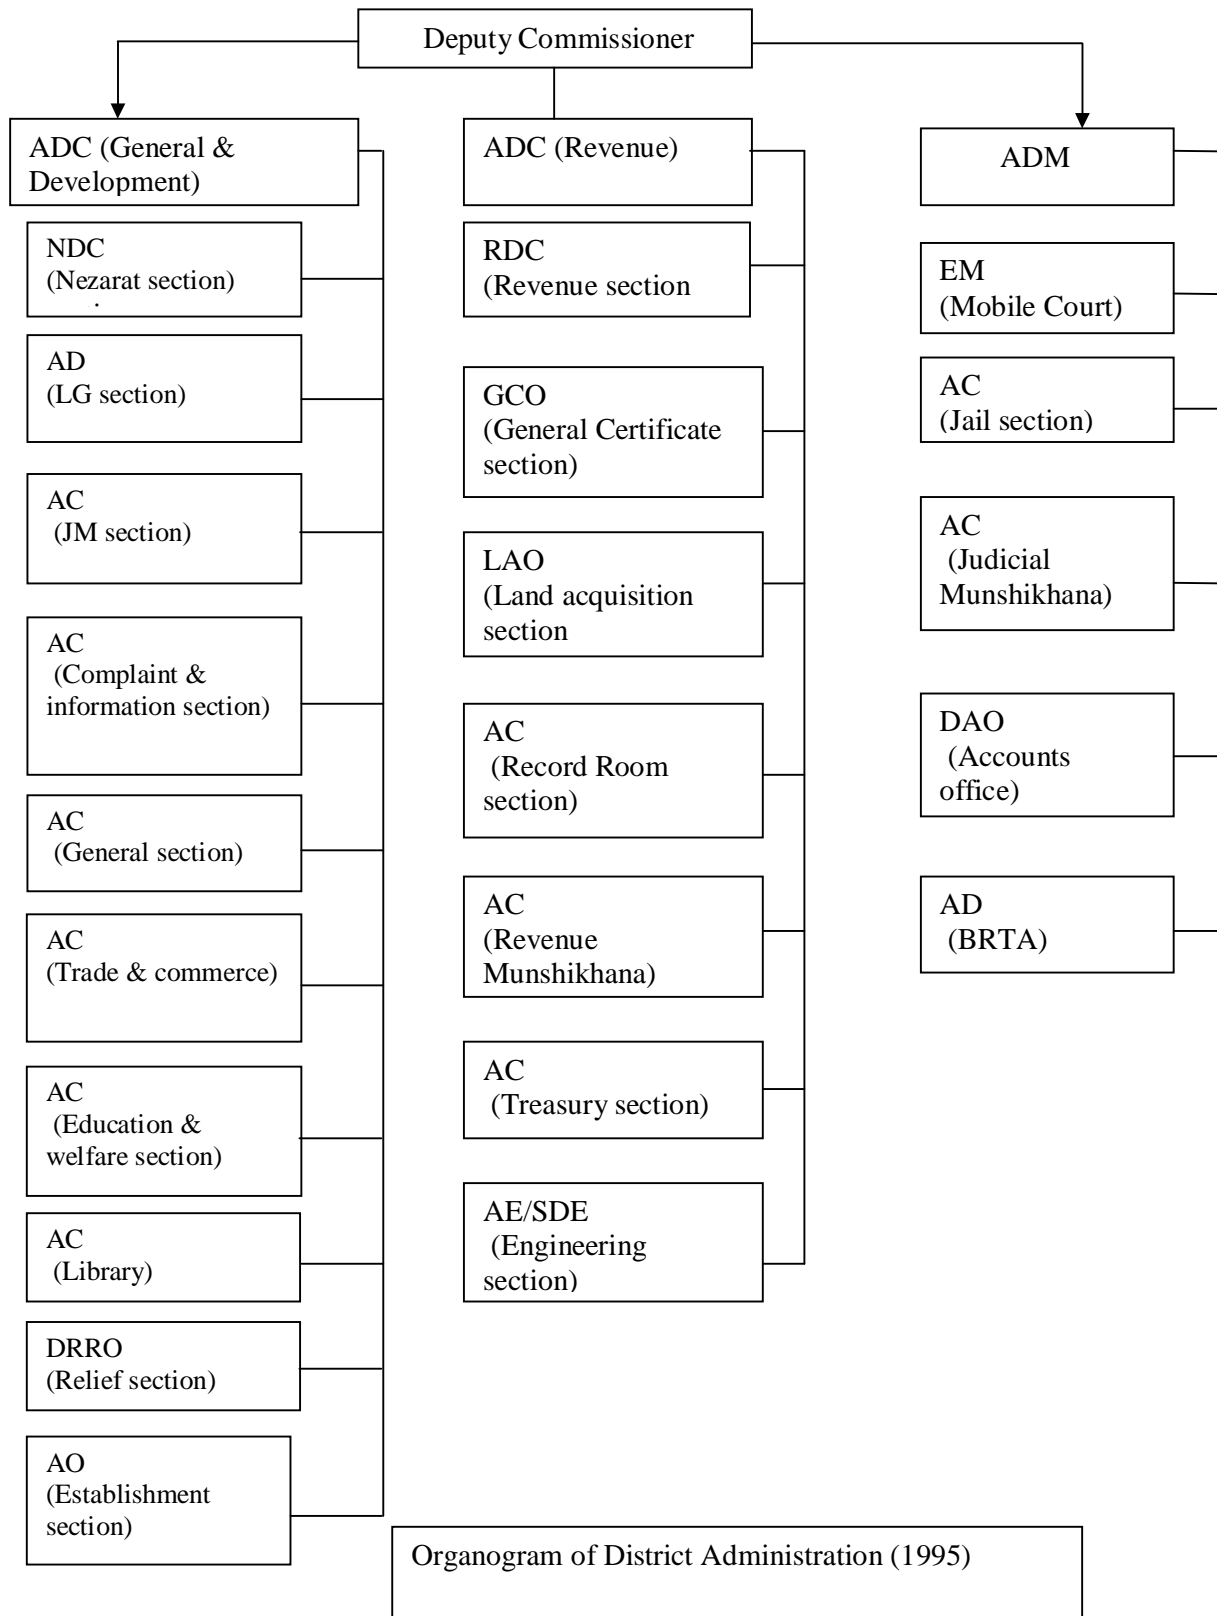 Deputy Commissioner
ADC (General &
Development)
NDC
(Nezarat section)
AD
(LG section)
AC
(JM section)
AC
(Complaint &
information section)
AC
(General section)
AC
(Trade & commerce)
AC
(Education &
welfare section)
AC
(Library)
DRRO
(Relief section)
AO
(Establishment
section)
ADC (Revenue)
RDC
(Revenue section
GCO
(General Certificate
section)
LAO
(Land acquisition
section
AC
(Record Room
section)
AC
(Revenue
Munshikhana)
AC
(Treasury section)
AE/SDE
(Engineering
section)
ADM
EM
(Mobile Court)
AC
(Jail section)
AC
(Judicial
Munshikhana)
DAO
(Accounts
office)
AD
(BRTA)
Organogram of District Administration (1995)